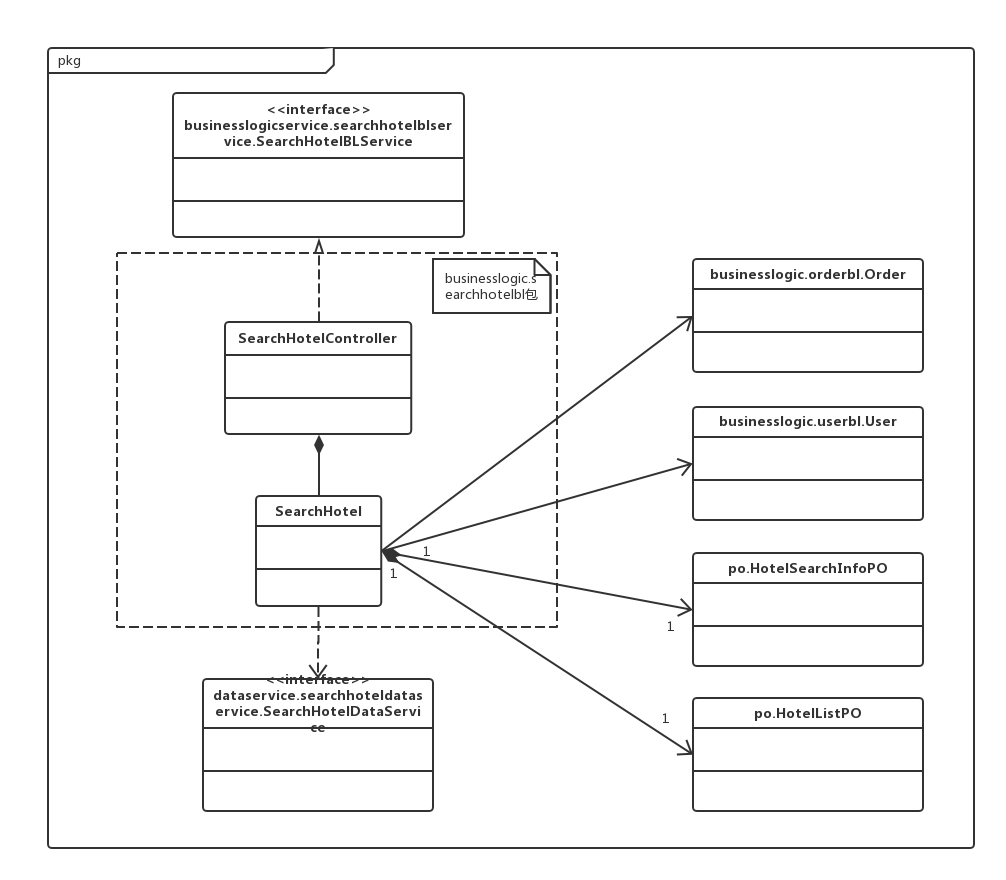 pkg
<<interface>>
businesslogicservice.searchhotelblser
vice.SearchHotelBLService
businesslogic.s
earchhotelbl包
businesslogic.orderbl.Order
SearchHotelController
businesslogic.userbl.User
SearchHotel
1
1
po.HotelSearchInfoPO
1
<<interface>>
dataservice.searchhoteldatas
ervice.SearchHotelDataServi
ce
1
po.HotelListPO